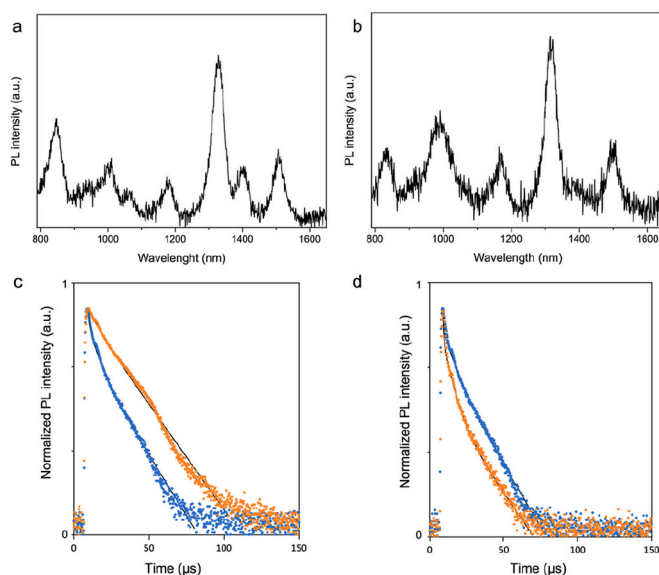 a
PL intensity (a.u.)
800 1000 1200 1400 1600
Wavelenght (nm)
b
PL intensity (a.u.)
800 1000 1200 1400 1600
Wavelength (nm)
c
Normalized PL intensity (a.u.)
1
0
0 50 100 150
Time (µs)
d
Normalized PL intensity (a.u.)
1
0
0 50 100 150
Time (µs)